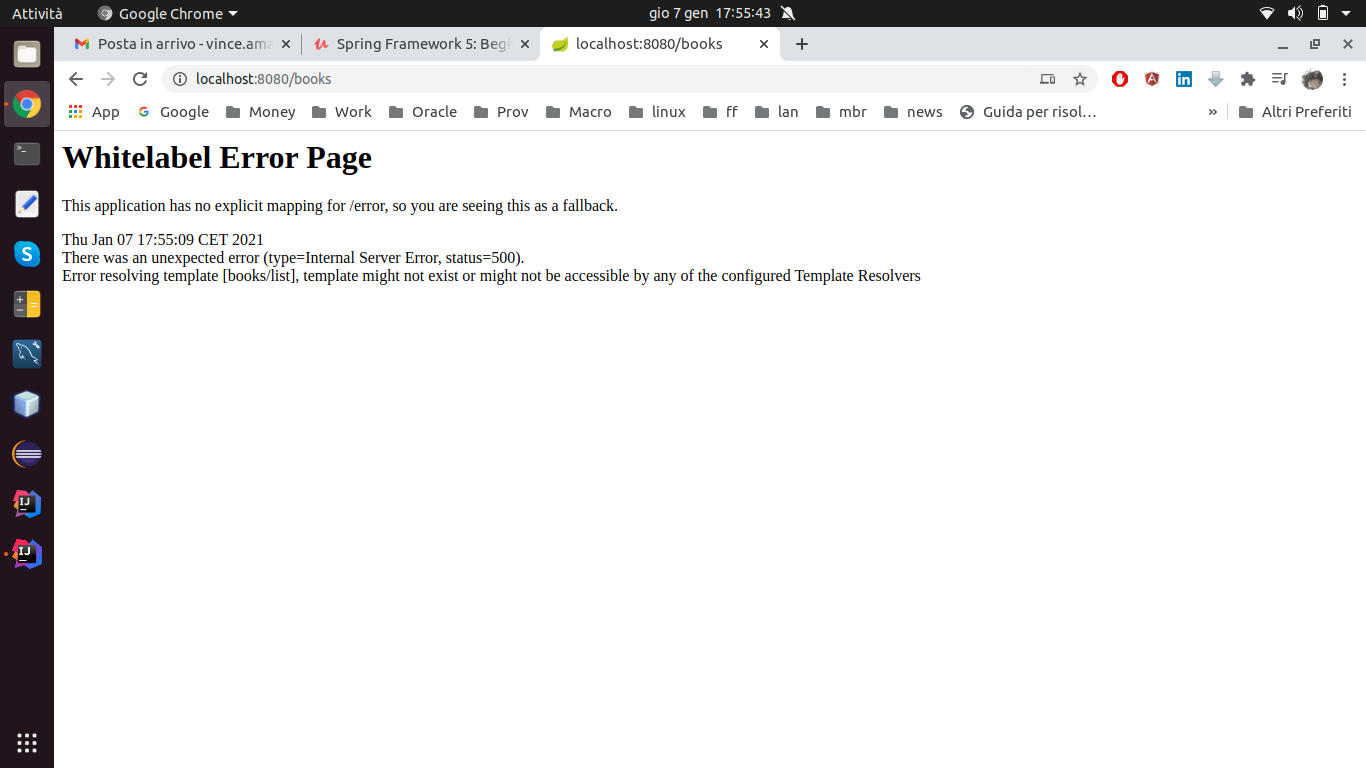 Attività Google Chrome gio 7 gen 17:55:43
Posta in arrivo - vince.ama Spring Framework 5: Begi localhost:8080/books
localhost:8080/books
App Google Money Work Oracle Prov Macro linux ff lan mbr news Guida per risol… » Altri Preferiti
Whitelabel Error Page
This application has no explicit mapping for /error, so you are seeing this as a fallback.
Thu Jan 07 17:55:09 CET 2021
There was an unexpected error (type=Internal Server Error, status=500).
Error resolving template [books/list], template might not exist or might not be accessible by any of the configured Template Resolvers
IJ
IJ